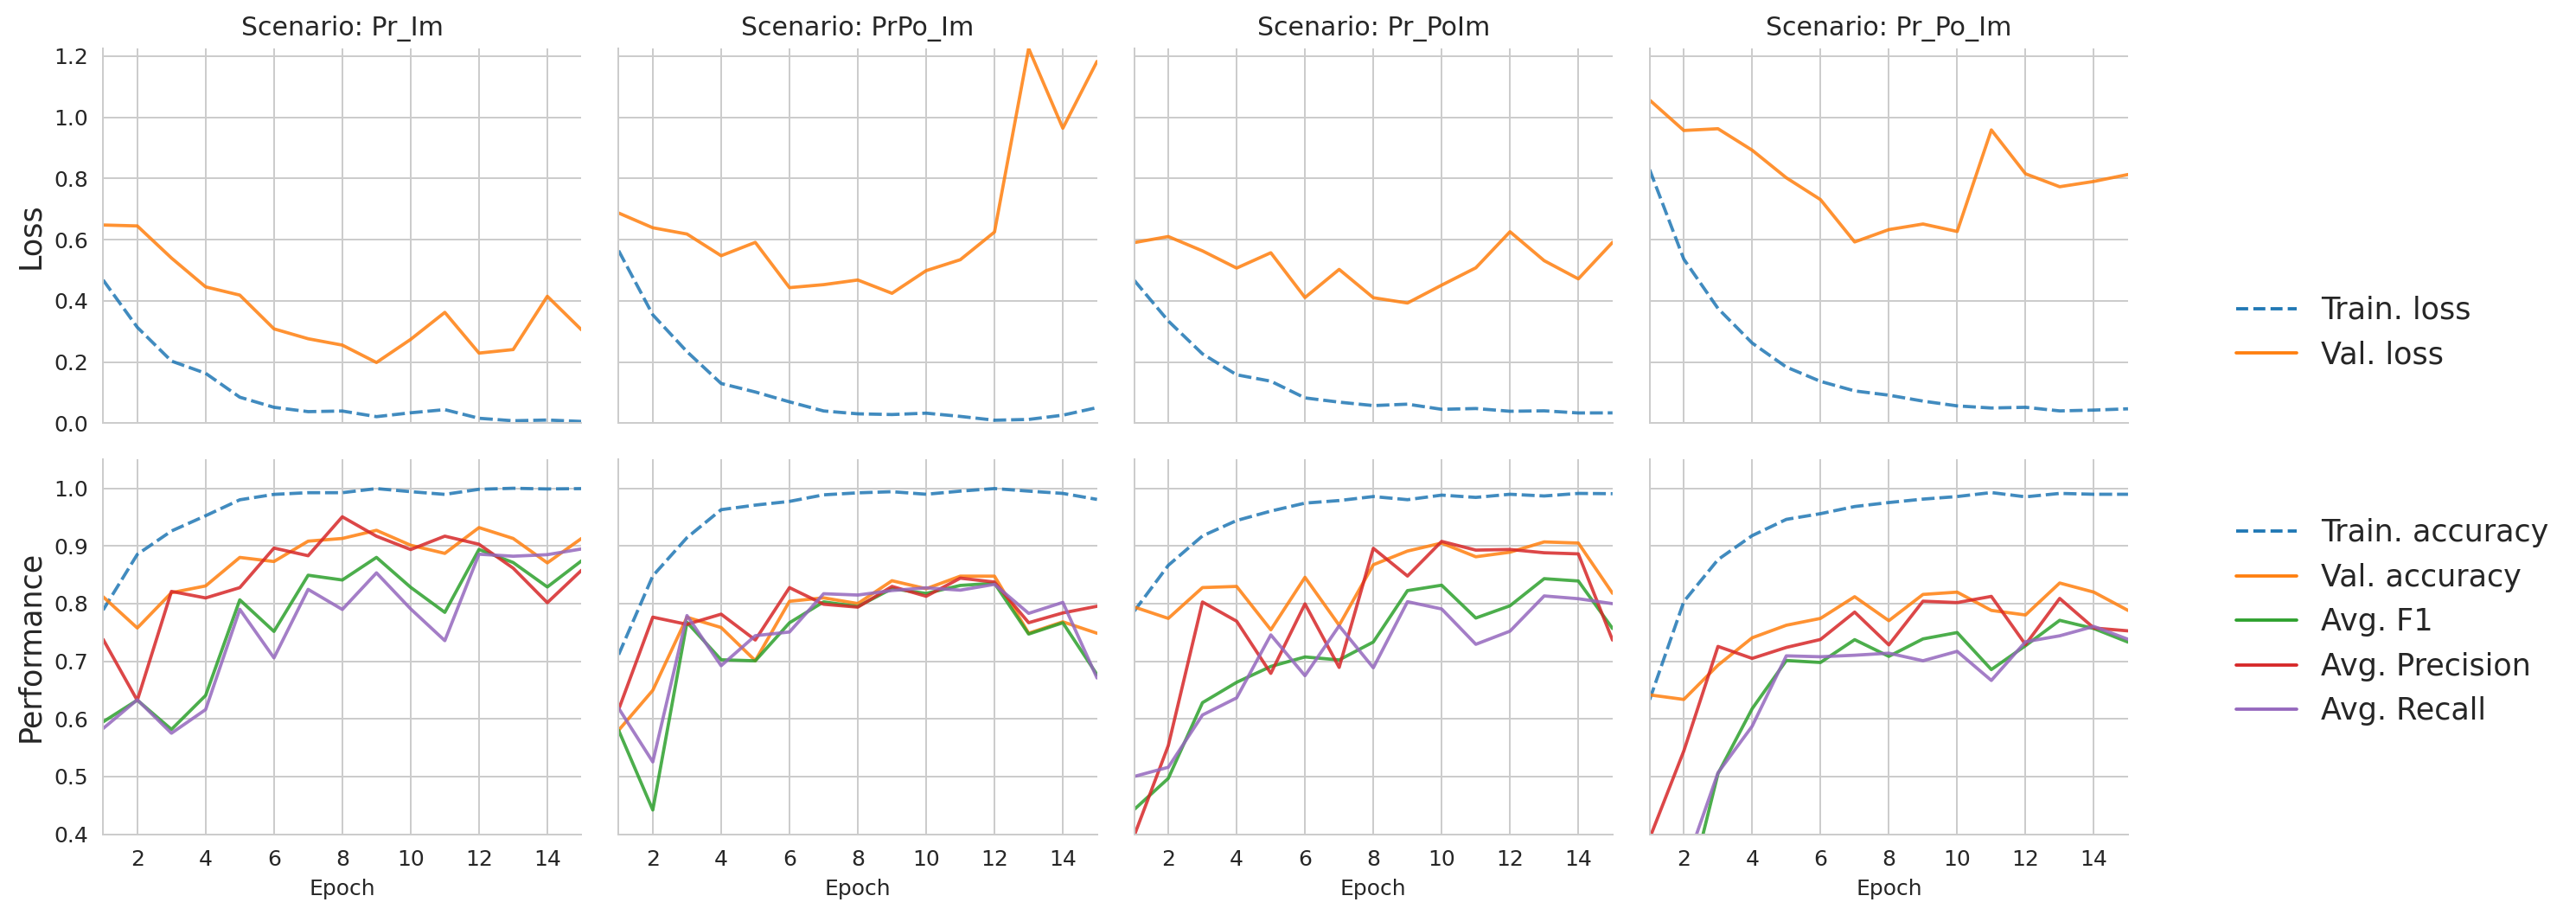 Scenario: Pr_Im
Scenario: PrPo_Im
Scenario: Pr_PoIm
Scenario: Pr_Po_Im
Loss
1.2
1.0
0.8
0.6
0.4
0.2
0.0
Train. loss
Val. loss
Performance
1.0
0.9
0.8
0.7
0.6
0.5
0.4
Train. accuracy
Val. accuracy
Avg. F1
Avg. Precision
Avg. Recall
2 4 6 8 10 12 14
2 4 6 8 10 12 14
2 4 6 8 10 12 14
2 4 6 8 10 12 14
Epoch
Epoch
Epoch
Epoch